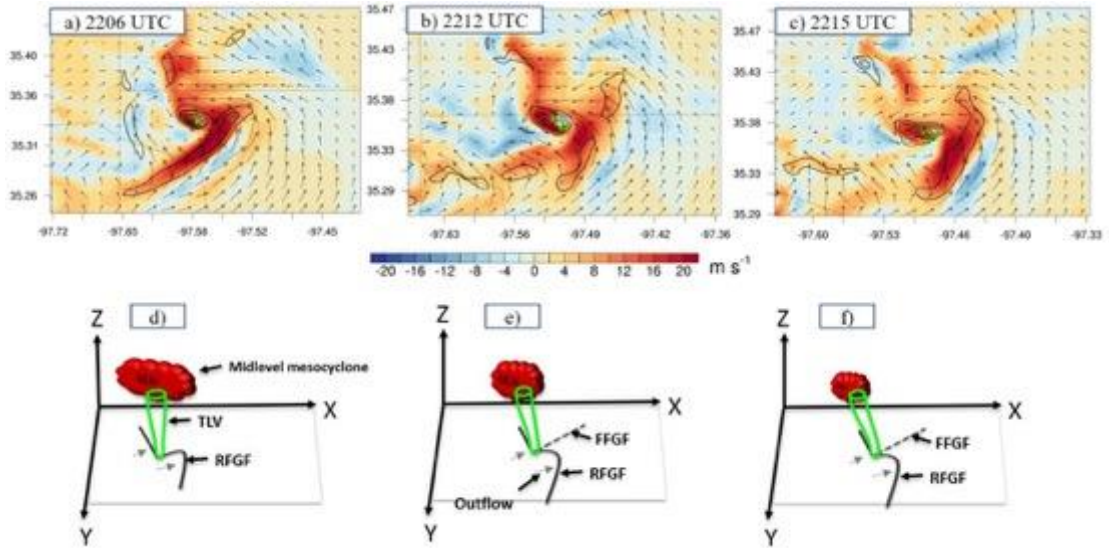 a) 2206 UTC
b) 2212 UTC
c) 2215 UTC
35.40
35.36
35.31
35.26
-97.72 -97.65 -97.58 -97.52 -97.45
35.47
35.43
35.38
35.33
35.29
-97.63 -97.56 -97.49 -97.42 -97.36
35.47
35.43
35.38
35.33
35.29
-97.60 -97.53 -97.46 -97.40 -97.33
-20 -16 -12 -8 -4 0 4 8 12 16 20 m s⁻¹
d)
Z
Midlevel mesocyclone
X
TLV
RFGF
Y
e)
Z
X
FFGF
RFGF
Outflow
Y
f)
Z
X
FFGF
RFGF
Y